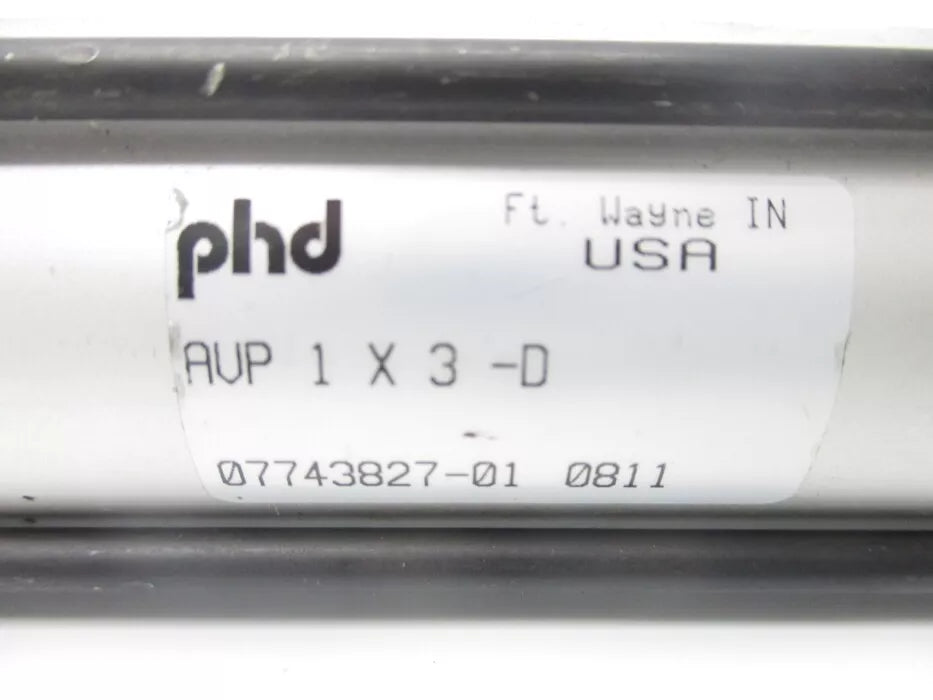 phd
Ft. Wayne IN
USA
AVP 1 X 3 -D
07743827-01 0811